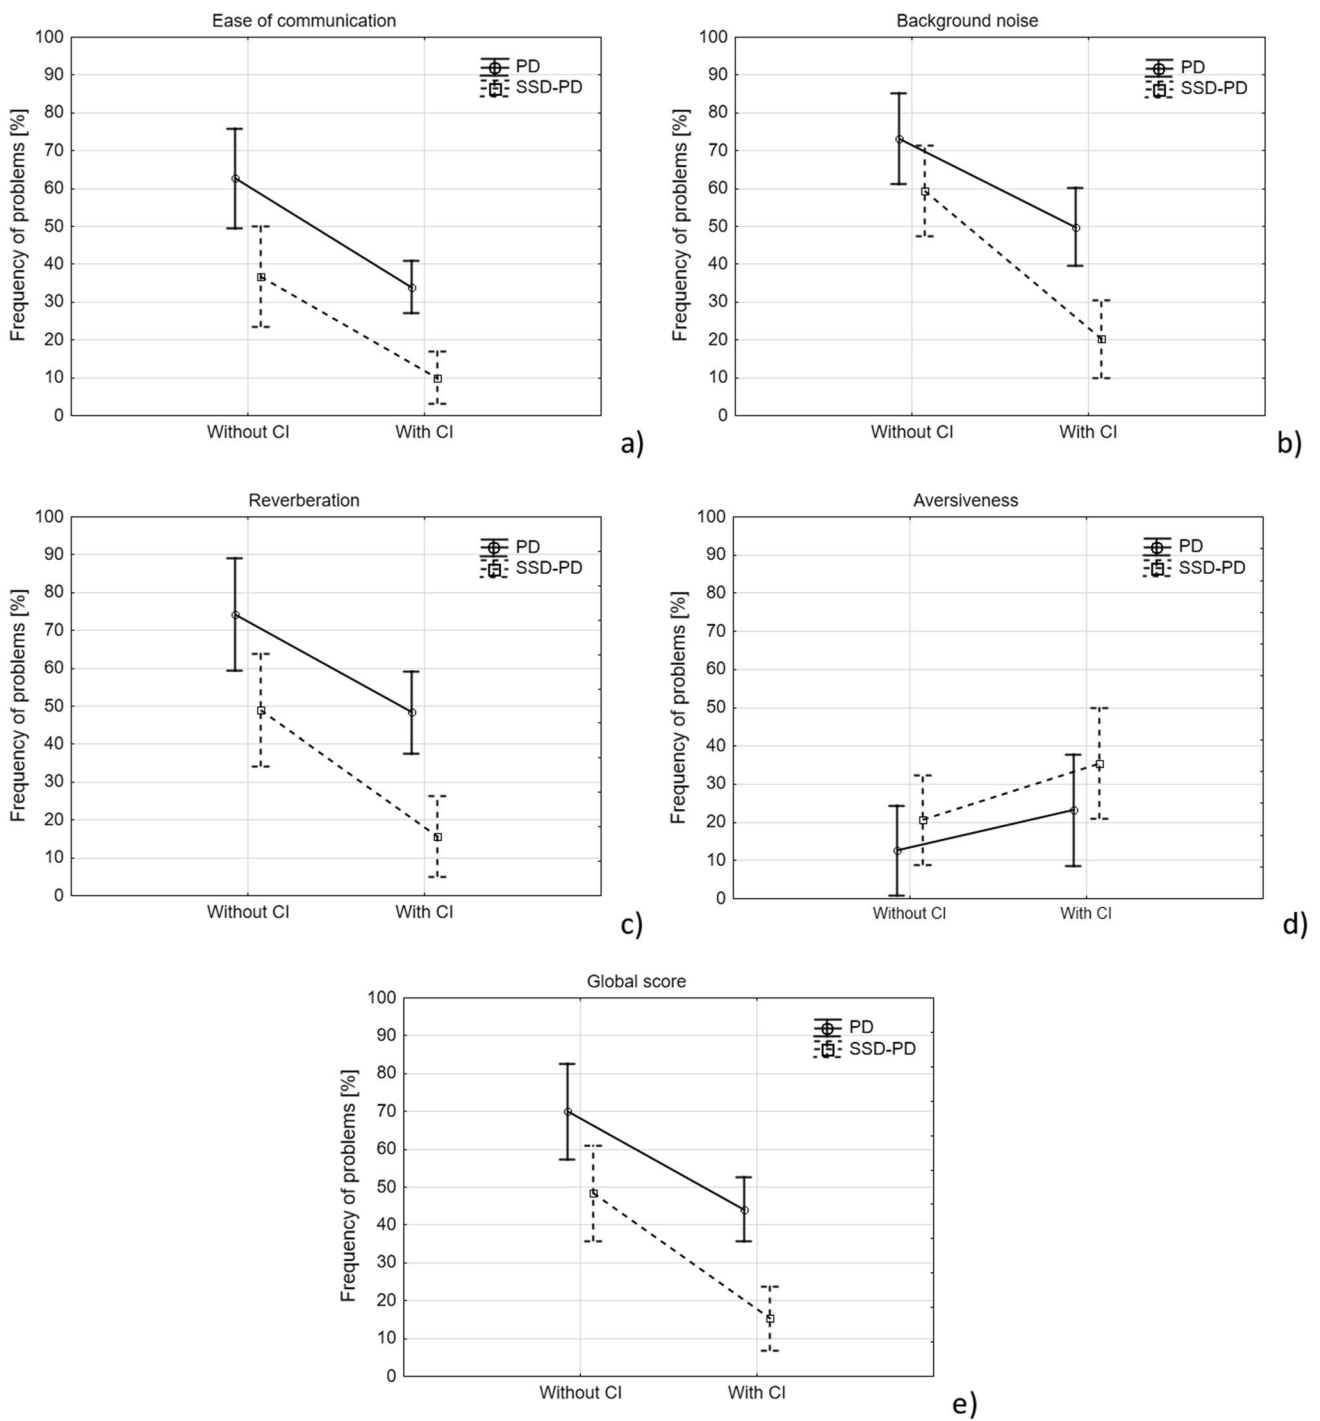 Ease of communication
100
90
80
70
60
50
40
30
20
10
0
Frequency of problems [%]
PD
SSD-PD
Without CI
With CI
a)
Background noise
100
90
80
70
60
50
40
30
20
10
0
Frequency of problems [%]
PD
SSD-PD
Without CI
With CI
b)
Reverberation
100
90
80
70
60
50
40
30
20
10
0
Frequency of problems [%]
PD
SSD-PD
Without CI
With CI
c)
Aversiveness
100
90
80
70
60
50
40
30
20
10
0
Frequency of problems [%]
PD
SSD-PD
Without CI
With CI
d)
Global score
100
90
80
70
60
50
40
30
20
10
0
Frequency of problems [%]
PD
SSD-PD
Without CI
With CI
e)